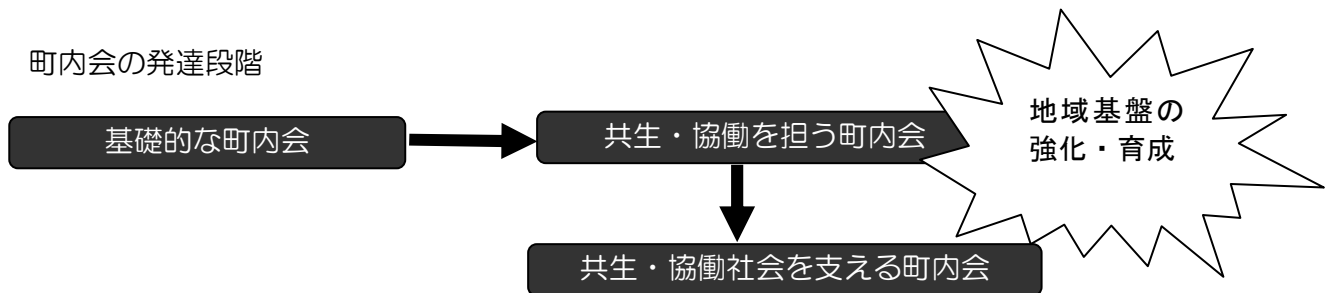 町内会の発達段階
基礎的な町内会
共生・協働を担う町内会
地域基盤の
強化・育成
共生・協働社会を支える町内会